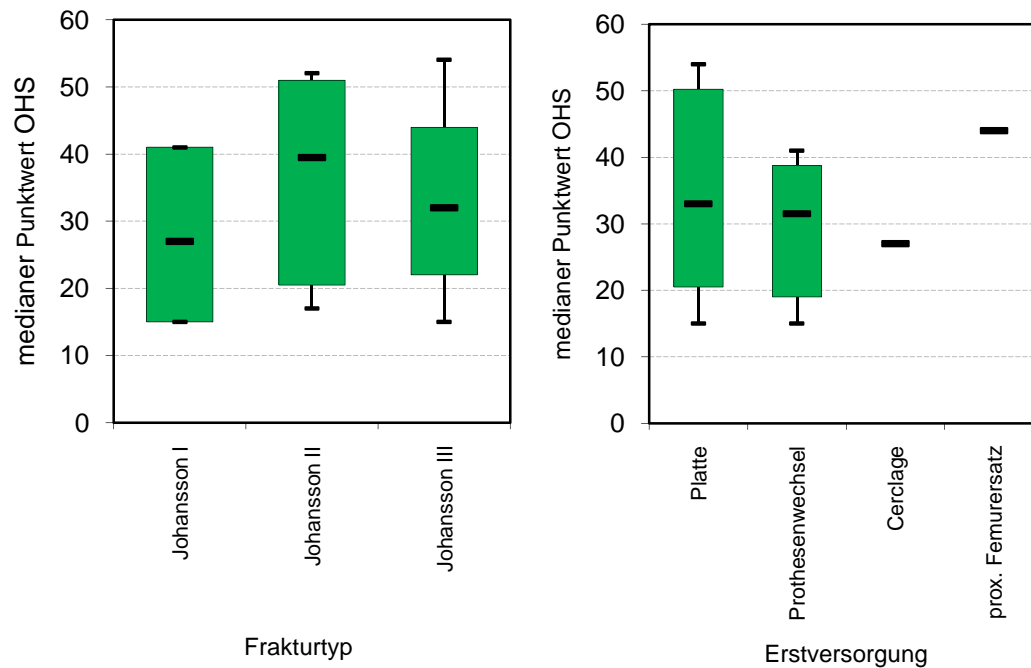 medianer Punktwert OHS
60
50
40
30
20
10
0
Johansson I
Johansson II
Johansson III
Frakturtyp
medianer Punktwert OHS
60
50
40
30
20
10
0
Platte
Prothesenwechsel
Cerclage
prox. Femurersatz
Erstversorgung